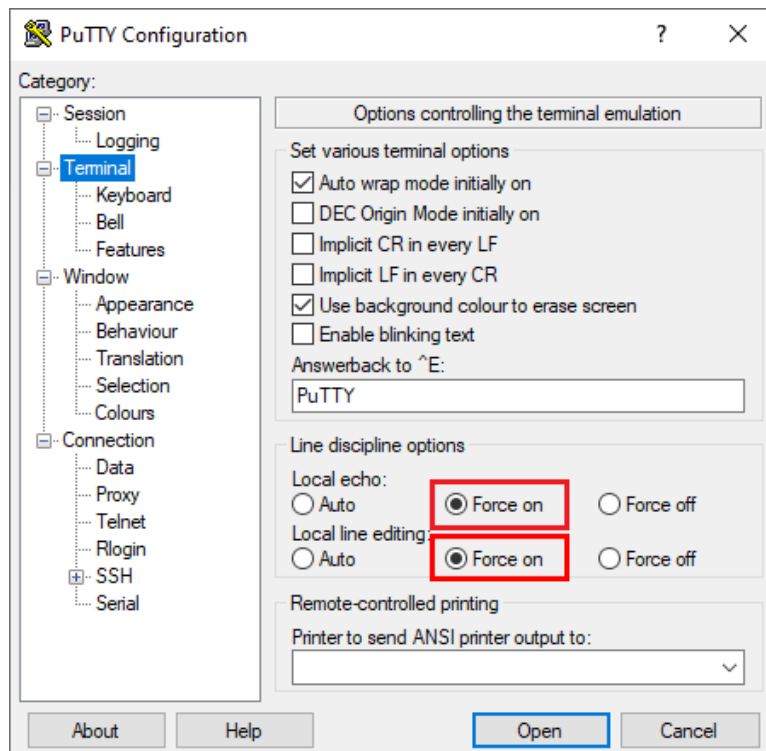 PuTTY Configuration
Category:
Session
Logging
Terminal
Keyboard
Bell
Features
Window
Appearance
Behaviour
Translation
Selection
Colours
Connection
Data
Proxy
Telnet
Rlogin
SSH
Serial
Options controlling the terminal emulation
Set various terminal options
Auto wrap mode initially on
DEC Origin Mode initially on
Implicit CR in every LF
Implicit LF in every CR
Use background colour to erase screen
Enable blinking text
Answerback to ^E:
PuTTY
Line discipline options
Local echo:
Auto Force on Force off
Local line editing:
Auto Force on Force off
Remote-controlled printing
Printer to send ANSI printer output to:
About Help Open Cancel